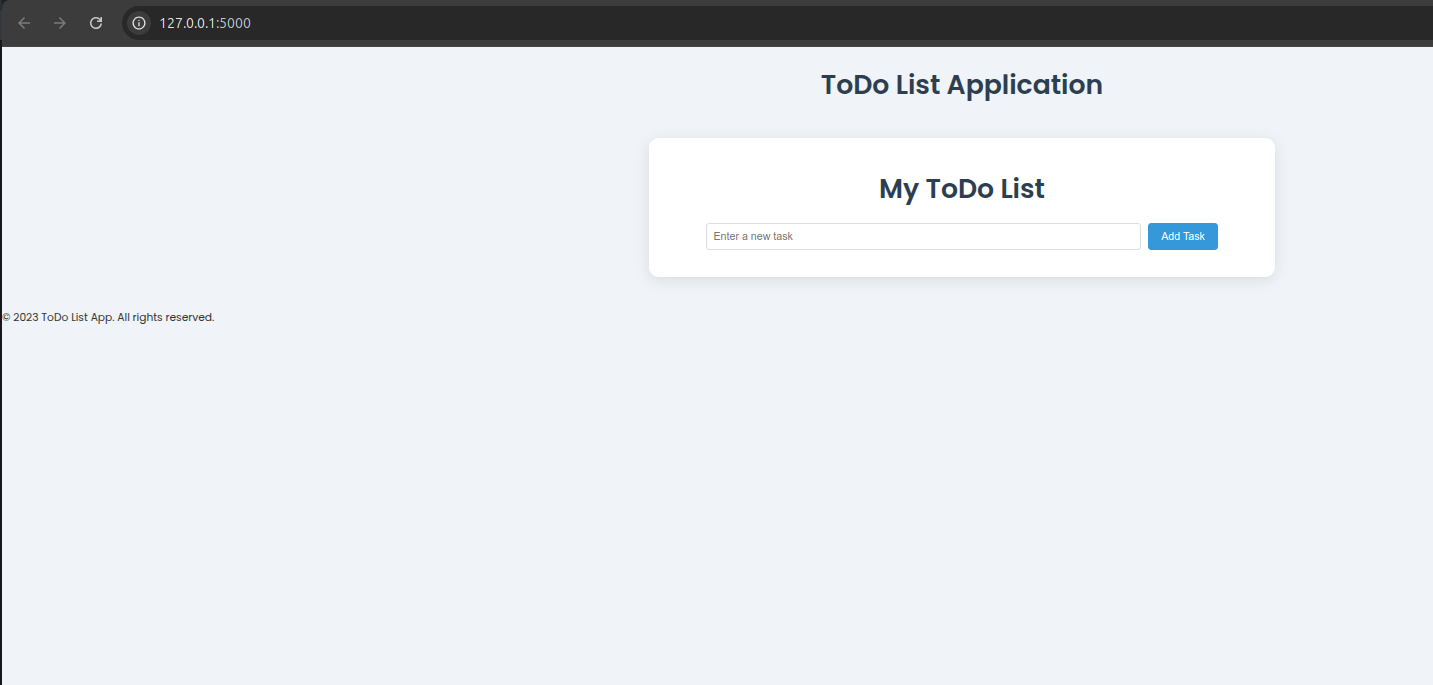 127.0.0.1:5000
ToDo List Application
My ToDo List
Enter a new task
Add Task
© 2023 ToDo List App. All rights reserved.